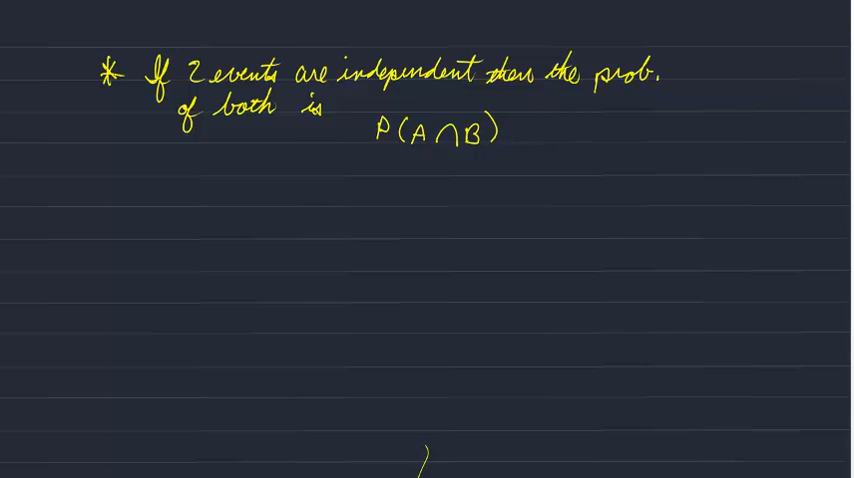 * If 2 events are independent then the prob.
of both is
P(A ∩ B)